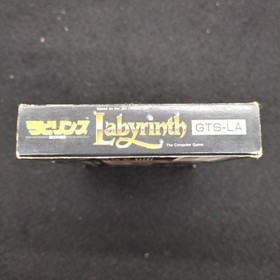 ラビリンス
Labyrinth
GTS-LA
The Computer Game